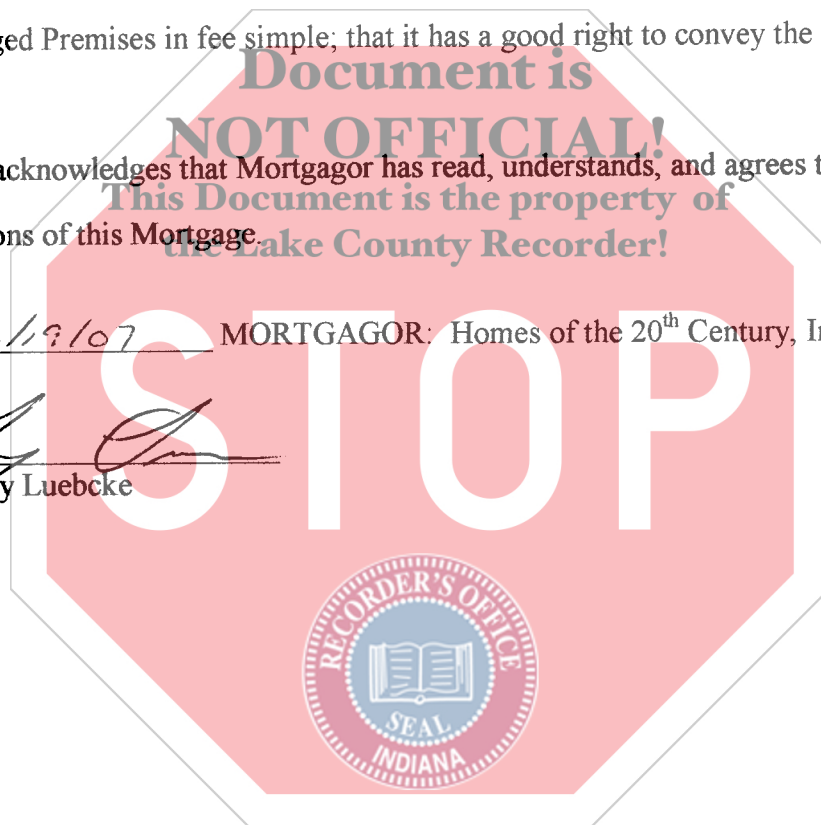 ged Premises in fee simple; that it has a good right to convey the
Document is
NOT OFFICIAL!
acknowledges that Mortgagor has read, understands, and agrees t
This Document is the property of
ons of this Mortgage.
the Lake County Recorder!
/19/07 MORTGAGOR: Homes of the 20th Century, In
STOP
y Luebcke
RECORDER'S OFFICE
SEAL
INDIANA